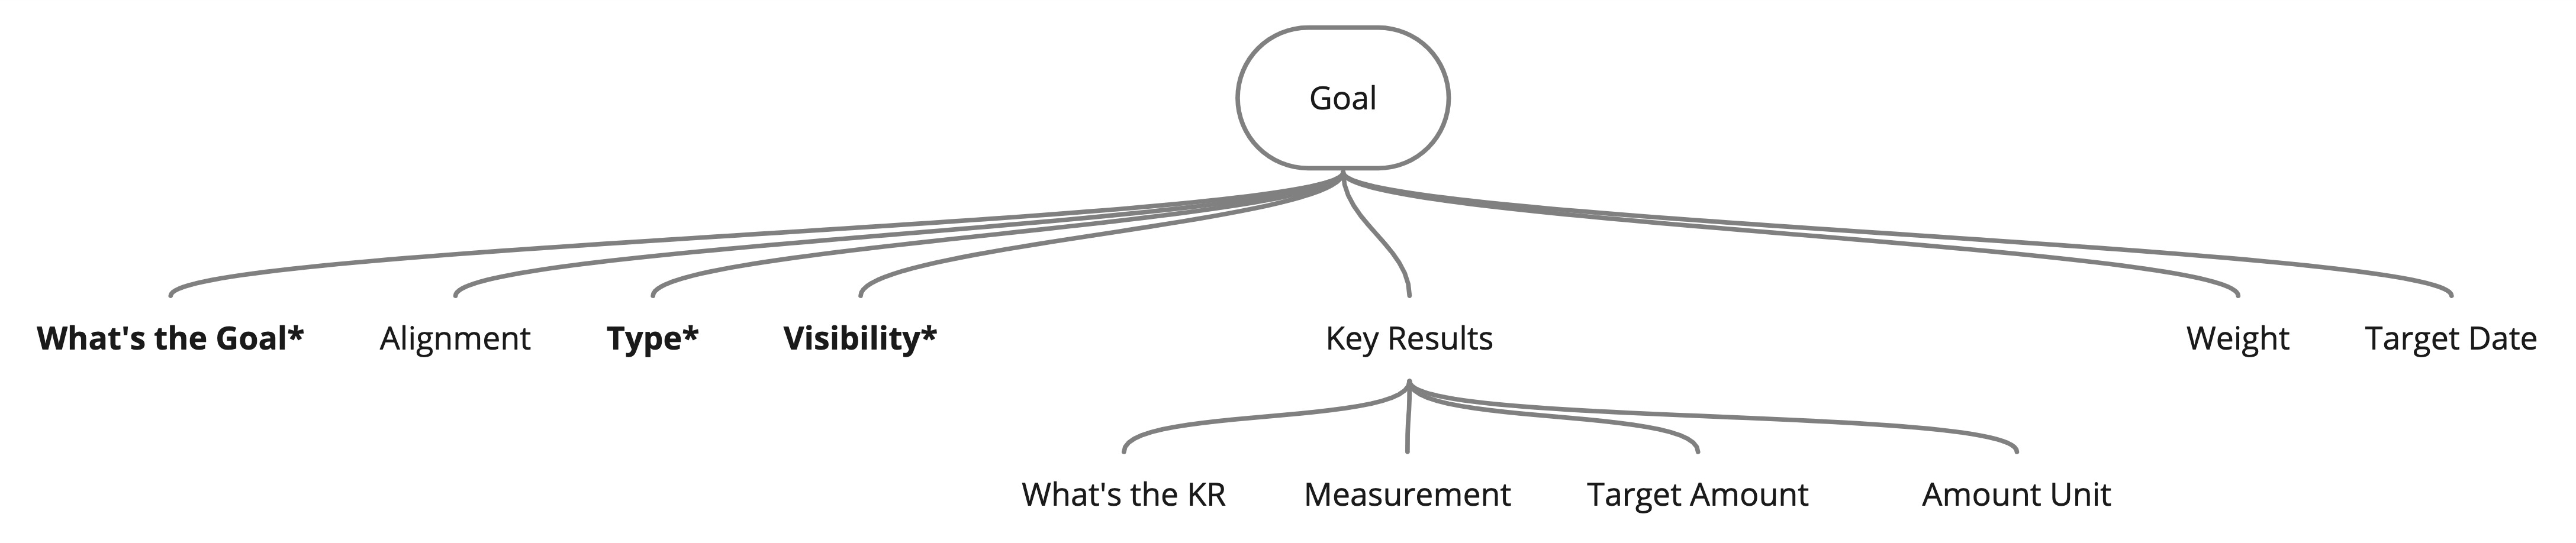 Goal
What's the Goal*
Alignment
Type*
Visibility*
Key Results
Weight
Target Date
What's the KR
Measurement
Target Amount
Amount Unit